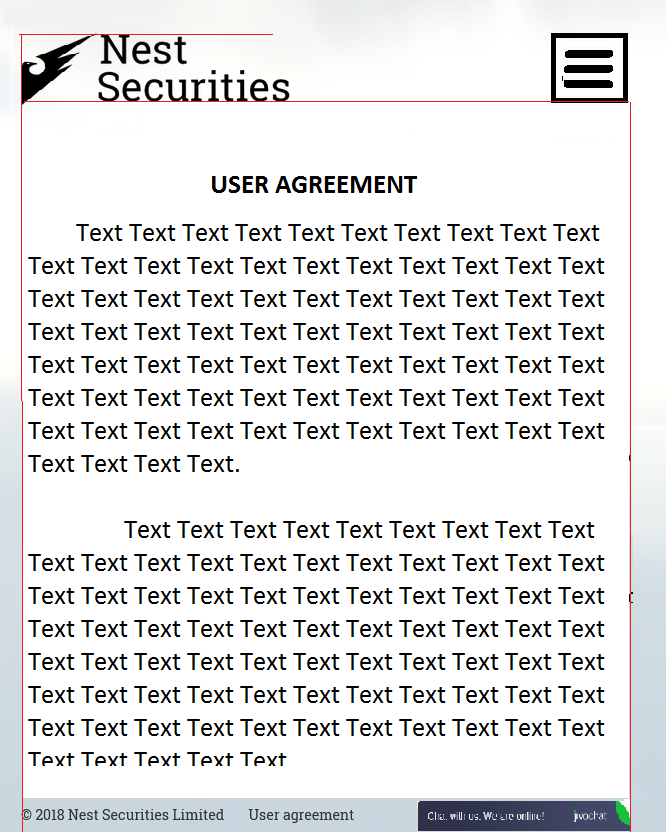 Nest
Securities
USER AGREEMENT
Text Text Text Text Text Text Text Text Text Text
Text Text Text Text Text Text Text Text Text Text Text
Text Text Text Text Text Text Text Text Text Text Text
Text Text Text Text Text Text Text Text Text Text Text
Text Text Text Text Text Text Text Text Text Text Text
Text Text Text Text Text Text Text Text Text Text Text
Text Text Text Text Text Text Text Text Text Text Text
Text Text Text Text.
Text Text Text Text Text Text Text Text Text
Text Text Text Text Text Text Text Text Text Text Text
Text Text Text Text Text Text Text Text Text Text Text
Text Text Text Text Text Text Text Text Text Text Text
Text Text Text Text Text Text Text Text Text Text Text
Text Text Text Text Text Text Text Text Text Text Text
Text Text Text Text Text Text Text Text Text Text Text
Text Text Text Text Text
© 2018 Nest Securities Limited User agreement
Chat with us. We are online! jivochat